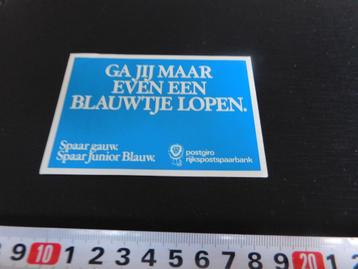 GA JIJ MAAR
EVEN EEN
BLAUWTJE LOPEN.
Spaar gauw.
Spaar Junior Blauw.
postgiro
rijkspostspaarbank
9 10 1 2 3 4 5 6 7 8 9 20 1